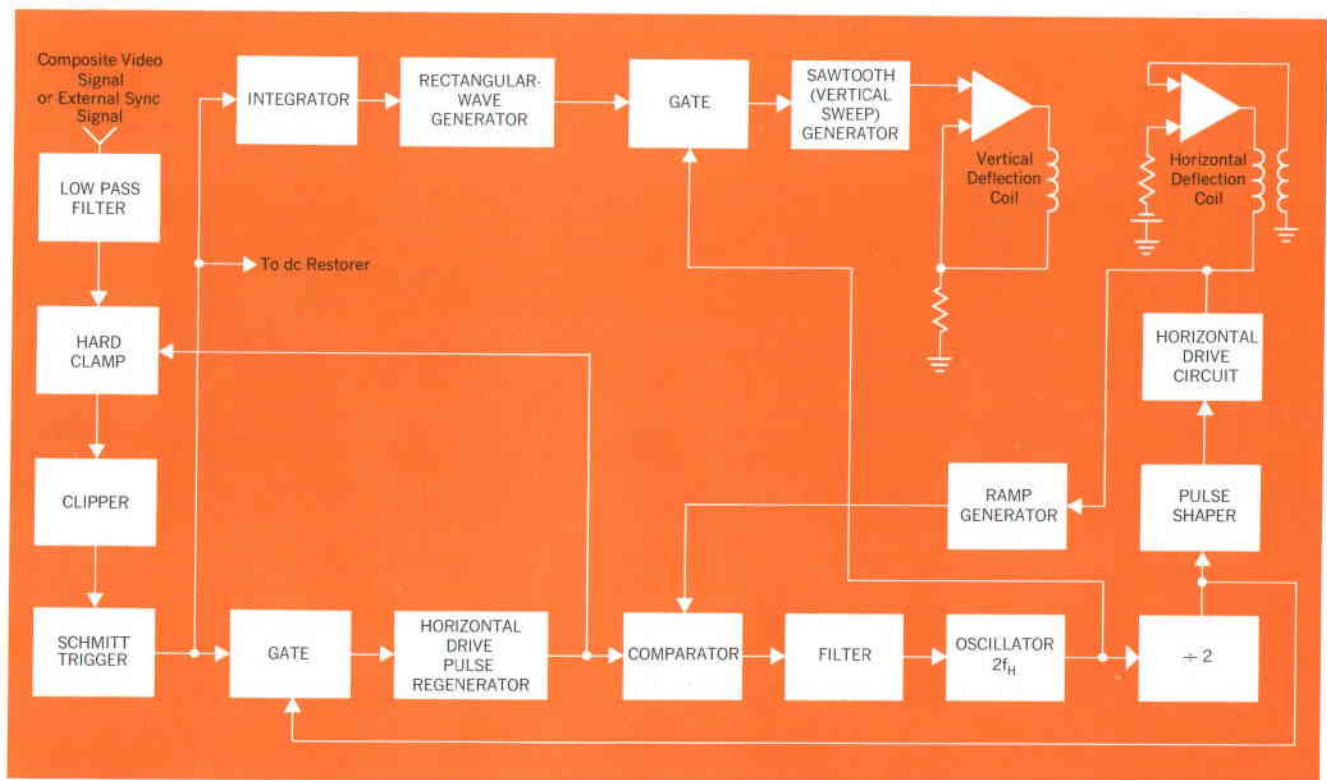 Composite Video
Signal
or External Sync
Signal
LOW PASS
FILTER
HARD
CLAMP
CLIPPER
SCHMITT
TRIGGER
INTEGRATOR
RECTANGULAR-
WAVE
GENERATOR
GATE
SAWTOOTH
(VERTICAL
SWEEP)
GENERATOR
Vertical
Deflection
Coil
Horizontal
Deflection
Coil
To dc Restorer
HORIZONTAL
DRIVE
CIRCUIT
RAMP
GENERATOR
PULSE
SHAPER
GATE
HORIZONTAL
DRIVE
PULSE
REGENERATOR
COMPARATOR
FILTER
OSCILLATOR
2fH
÷ 2